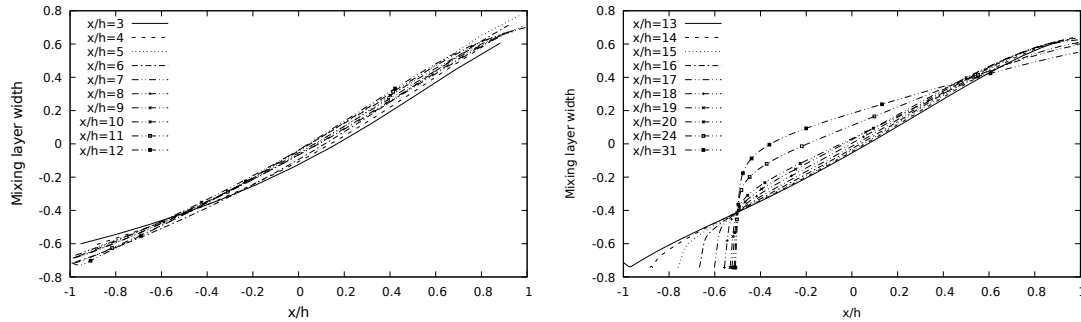 x/h=3
x/h=4
x/h=5
x/h=6
x/h=7
x/h=8
x/h=9
x/h=10
x/h=11
x/h=12
0.8
0.6
0.4
0.2
0
-0.2
-0.4
-0.6
-0.8
Mixing layer width
-1 -0.8 -0.6 -0.4 -0.2 0 0.2 0.4 0.6 0.8 1
x/h
x/h=13
x/h=14
x/h=15
x/h=16
x/h=17
x/h=18
x/h=19
x/h=20
x/h=24
x/h=31
0.8
0.6
0.4
0.2
0
-0.2
-0.4
-0.6
-0.8
Mixing layer width
-1 -0.8 -0.6 -0.4 -0.2 0 0.2 0.4 0.6 0.8 1
x/h